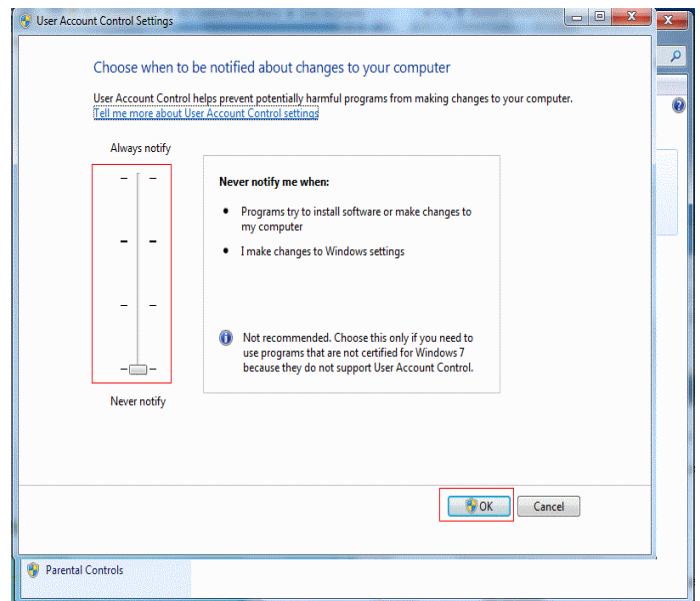 User Account Control Settings
Choose when to be notified about changes to your computer
User Account Control helps prevent potentially harmful programs from making changes to your computer.
Tell me more about User Account Control settings
Always notify
Never notify me when:
Programs try to install software or make changes to
my computer
I make changes to Windows settings
Not recommended. Choose this only if you need to
use programs that are not certified for Windows 7
because they do not support User Account Control.
Never notify
OK
Cancel
Parental Controls